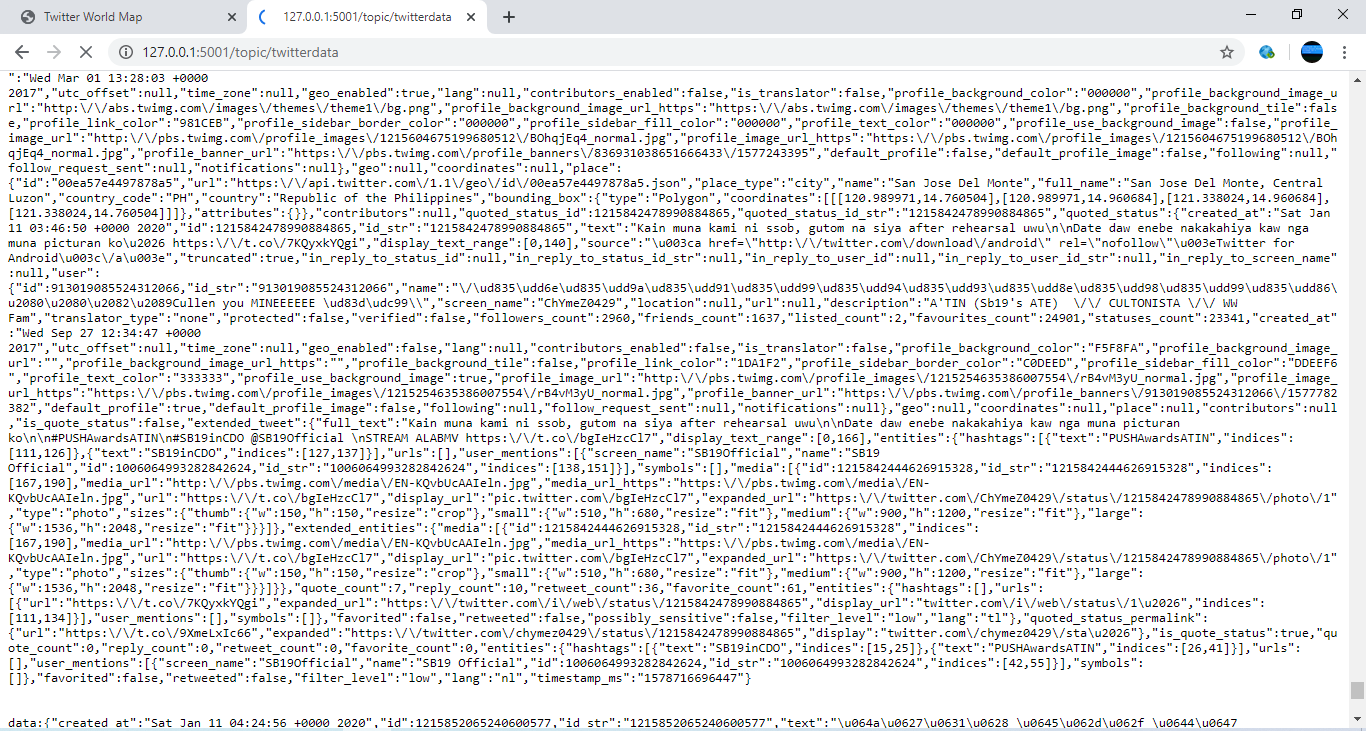 Twitter World Map
127.0.0.1:5001/topic/twitterdata
127.0.0.1:5001/topic/twitterdata
":"Wed Mar 01 13:28:03 +0000
2017","utc_offset":null,"time_zone":null,"geo_enabled":true,"lang":null,"contributors_enabled":false,"is_translator":false,"profile_background_color":"000000","profile_background_image_u
rl":"http:\/\/abs.twimg.com\/images\/themes\/theme1\/bg.png","profile_background_image_url_https":"https:\/\/abs.twimg.com\/images\/themes\/theme1\/bg.png","profile_background_tile":fals
e,"profile_link_color":"981CEB","profile_sidebar_border_color":"000000","profile_sidebar_fill_color":"000000","profile_text_color":"000000","profile_use_background_image":false,"profile_
image_url":"http:\/\/pbs.twimg.com\/profile_images\/1215604675199680512\/BOhqjEq4_normal.jpg","profile_image_url_https":"https:\/\/pbs.twimg.com\/profile_images\/1215604675199680512\/BOh
qjEq4_normal.jpg","profile_banner_url":"https:\/\/pbs.twimg.com\/profile_banners\/836931038651666433\/1577243395","default_profile":false,"default_profile_image":false,"following":null,"
follow_request_sent":null,"notifications":null},"geo":null,"coordinates":null,"place":
{"id":"00ea57e4497878a5","url":"https:\/\/api.twitter.com\/1.1\/geo\/id\/00ea57e4497878a5.json","place_type":"city","name":"San Jose Del Monte","full_name":"San Jose Del Monte, Central
Luzon","country_code":"PH","country":"Republic of the Philippines","bounding_box":{"type":"Polygon","coordinates":[[[120.989971,14.760504],[120.989971,14.960684],[121.338024,14.960684],
[121.338024,14.760504]]]},"attributes":{}},"contributors":null,"quoted_status_id":1215842478990884865,"quoted_status_id_str":"1215842478990884865","quoted_status":{"created_at":"Sat Jan
11 03:46:50 +0000 2020","id":1215842478990884865,"id_str":"1215842478990884865","text":"Kain muna kami ni ssob, gutom na siya after rehearsal uwu\n\nDate daw enebe nakakahiya kaw nga
muna picturan ko\u2026 https:\/\/t.co\/7KQyxkYQgi","display_text_range":[0,140],"source":"\u003ca href=\"http:\/\/twitter.com\/download\/android\" rel=\"nofollow\"\u003eTwitter for
Android\u003c\/a\u003e","truncated":true,"in_reply_to_status_id":null,"in_reply_to_status_id_str":null,"in_reply_to_user_id":null,"in_reply_to_user_id_str":null,"in_reply_to_screen_name"
:null,"user":
{"id":913019085524312066,"id_str":"913019085524312066","name":"\/\ud835\udd6e\ud835\udd9a\ud835\udd91\ud835\udd99\ud835\udd94\ud835\udd93\ud835\udd8e\ud835\udd98\ud835\udd99\ud835\udd86\
u2080\u2080\u2082\u2089Cullen you MINEEEEEE \ud83d\udc99\\","screen_name":"ChYmeZ0429","location":null,"url":null,"description":"A'TIN (Sb19's ATE)  \/\/ CULTONISTA \/\/ WW
Fam","translator_type":"none","protected":false,"verified":false,"followers_count":2960,"friends_count":1637,"listed_count":2,"favourites_count":24901,"statuses_count":23341,"created_at"
:"Wed Sep 27 12:34:47 +0000
2017","utc_offset":null,"time_zone":null,"geo_enabled":false,"lang":null,"contributors_enabled":false,"is_translator":false,"profile_background_color":"F5F8FA","profile_background_image_
url":"","profile_background_image_url_https":"","profile_background_tile":false,"profile_link_color":"1DA1F2","profile_sidebar_border_color":"C0DEED","profile_sidebar_fill_color":"DDEEF6
","profile_text_color":"333333","profile_use_background_image":true,"profile_image_url":"http:\/\/pbs.twimg.com\/profile_images\/1215254635386007554\/rB4vM3yU_normal.jpg","profile_image_
url_https":"https:\/\/pbs.twimg.com\/profile_images\/1215254635386007554\/rB4vM3yU_normal.jpg","profile_banner_url":"https:\/\/pbs.twimg.com\/profile_banners\/913019085524312066\/1577782
382","default_profile":true,"default_profile_image":false,"following":null,"follow_request_sent":null,"notifications":null},"geo":null,"coordinates":null,"place":null,"contributors":null
,"is_quote_status":false,"extended_tweet":{"full_text":"Kain muna kami ni ssob, gutom na siya after rehearsal uwu\n\nDate daw enebe nakakahiya kaw nga muna picturan
ko\n\n#PUSHAwardsATIN\n#SB19inCDO @SB19Official \nSTREAM ALABMV https:\/\/t.co\/bgIeHzcCl7","display_text_range":[0,166],"entities":{"hashtags":[{"text":"PUSHAwardsATIN","indices":
[111,126]},{"text":"SB19inCDO","indices":[127,137]}],"urls":[],"user_mentions":[{"screen_name":"SB19Official","name":"SB19
Official","id":1006064993282842624,"id_str":"1006064993282842624","indices":[138,151]}],"symbols":[],"media":[{"id":1215842444626915328,"id_str":"1215842444626915328","indices":
[167,190],"media_url":"http:\/\/pbs.twimg.com\/media\/EN-
KQvbUcAAIeln.jpg","media_url_https":"https:\/\/pbs.twimg.com\/media\/EN-
KQvbUcAAIeln.jpg","url":"https:\/\/t.co\/bgIeHzcCl7","display_url":"pic.twitter.com\/bgIeHzcCl7","expanded_url":"https:\/\/twitter.com\/ChYmeZ0429\/status\/1215842478990884865\/photo\/1"
,"type":"photo","sizes":{"thumb":{"w":150,"h":150,"resize":"crop"},"small":{"w":510,"h":680,"resize":"fit"},"medium":{"w":900,"h":1200,"resize":"fit"},"large":
{"w":1536,"h":2048,"resize":"fit"}}}]},"extended_entities":{"media":[{"id":1215842444626915328,"id_str":"1215842444626915328","indices":
[167,190],"media_url":"http:\/\/pbs.twimg.com\/media\/EN-KQvbUcAAIeln.jpg","media_url_https":"https:\/\/pbs.twimg.com\/media\/EN-
KQvbUcAAIeln.jpg","url":"https:\/\/t.co\/bgIeHzcCl7","display_url":"pic.twitter.com\/bgIeHzcCl7","expanded_url":"https:\/\/twitter.com\/ChYmeZ0429\/status\/1215842478990884865\/photo\/1"
,"type":"photo","sizes":{"thumb":{"w":150,"h":150,"resize":"crop"},"small":{"w":510,"h":680,"resize":"fit"},"medium":{"w":900,"h":1200,"resize":"fit"},"large":
{"w":1536,"h":2048,"resize":"fit"}}}]}},"quote_count":7,"reply_count":10,"retweet_count":36,"favorite_count":61,"entities":{"hashtags":[],"urls":
[{"url":"https:\/\/t.co\/7KQyxkYQgi","expanded_url":"https:\/\/twitter.com\/i\/web\/status\/1215842478990884865","display_url":"twitter.com\/i\/web\/status\/1\u2026","indices":
[111,134]}],"user_mentions":[],"symbols":[]},"favorited":false,"retweeted":false,"possibly_sensitive":false,"filter_level":"low","lang":"tl"},"quoted_status_permalink":
{"url":"https:\/\/t.co\/9XmeLxIc66","expanded":"https:\/\/twitter.com\/chymez0429\/status\/1215842478990884865","display":"twitter.com\/chymez0429\/sta\u2026"},"is_quote_status":true,"quo
te_count":0,"reply_count":0,"retweet_count":0,"favorite_count":0,"entities":{"hashtags":[{"text":"SB19inCDO","indices":[15,25]},{"text":"PUSHAwardsATIN","indices":[26,41]}],"urls":
[],"user_mentions":[{"screen_name":"SB19Official","name":"SB19 Official","id":1006064993282842624,"id_str":"1006064993282842624","indices":[42,55]}],"symbols":
[]},"favorited":false,"retweeted":false,"filter_level":"low","lang":"nl","timestamp_ms":"1578716696447"}
data:{"created_at":"Sat Jan 11 04:24:56 +0000 2020","id":1215852065240600577,"id_str":"1215852065240600577","text":"\u064a\u0627\u0631\u0628 \u0645\u062d\u062f \u0644\u0647